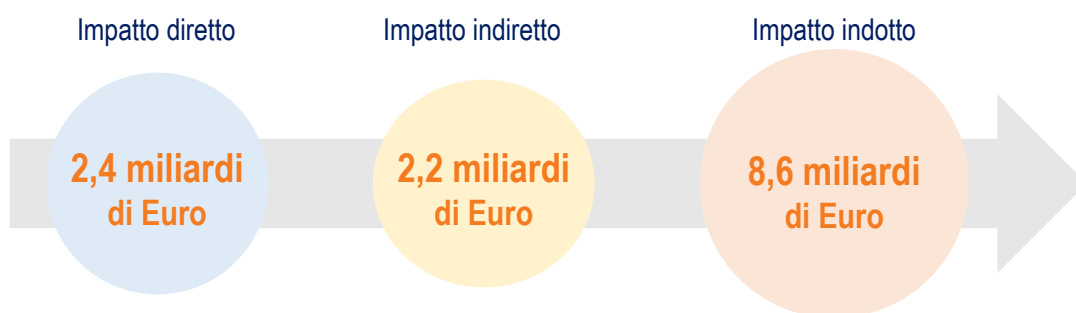 Impatto diretto
Impatto indiretto
Impatto indotto
2,4 miliardi
di Euro
2,2 miliardi
di Euro
8,6 miliardi
di Euro